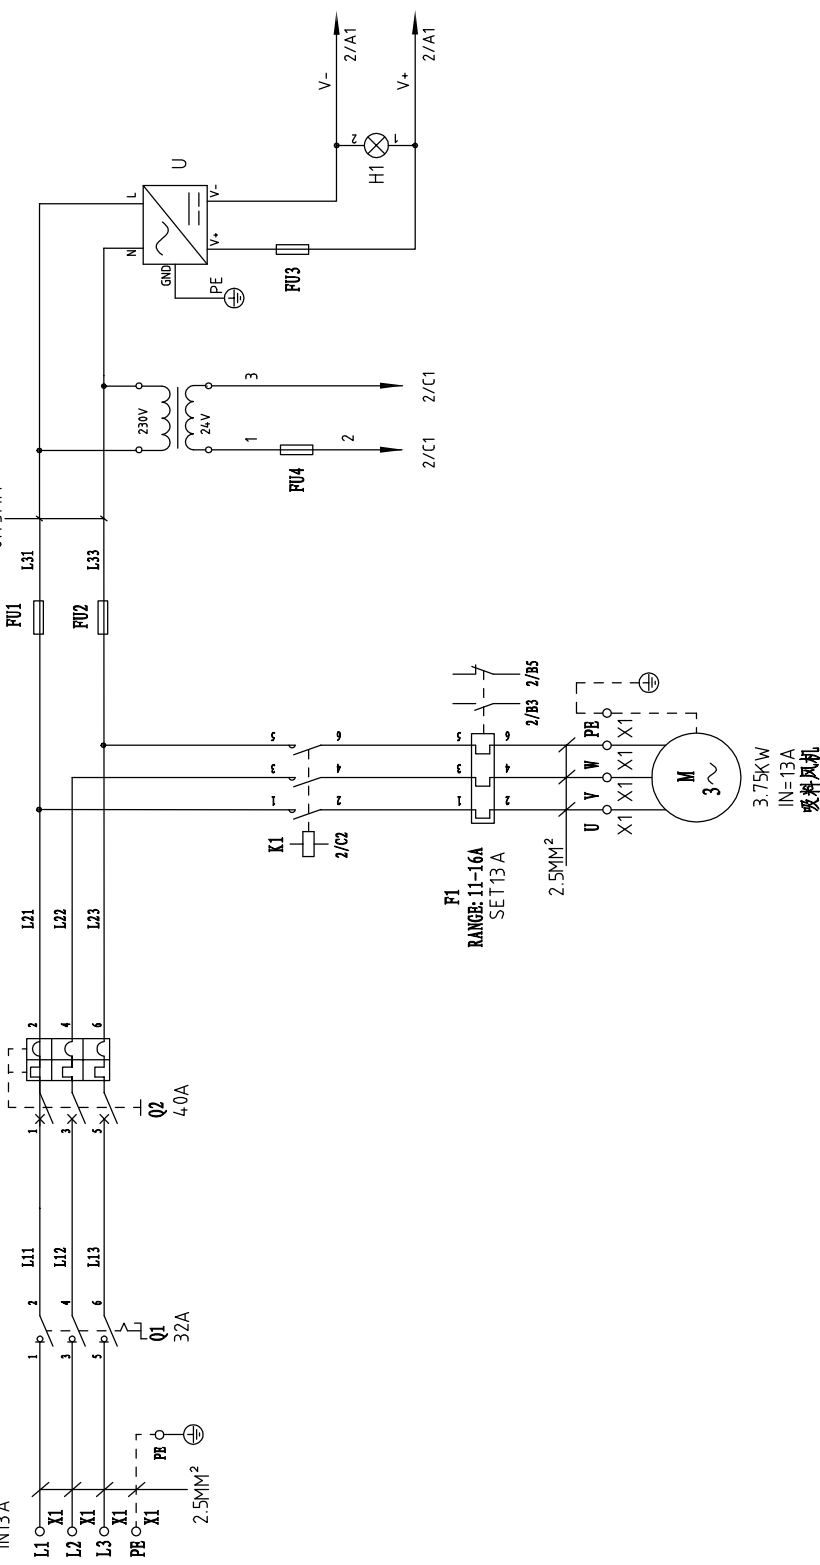 IN13A
L1
X1
L2
X1
L3
X1
PE
X1
PE
2.5MM²
1
2
3
4
5
6
Q1
32A
L11
L12
L13
1
2
3
4
5
6
Q2
40A
L21
L22
L23
K1
2/C2
1
2
3
4
5
6
F1
RANGE: 11-16A
SET13 A
1
2
3
4
5
6
2/B3
2/B5
2.5MM²
U
V
W
PE
X1
X1
X1
X1
M
3~
3.75KW
IN=13A
吸料风机
FU1
FU2
L31
L33
230V
24V
1
3
FU4
2
2/C1
2/C1
U
L
N
GND
PE
V-
V+
FU3
H1
2
1
V-
V+
2/A1
2/A1